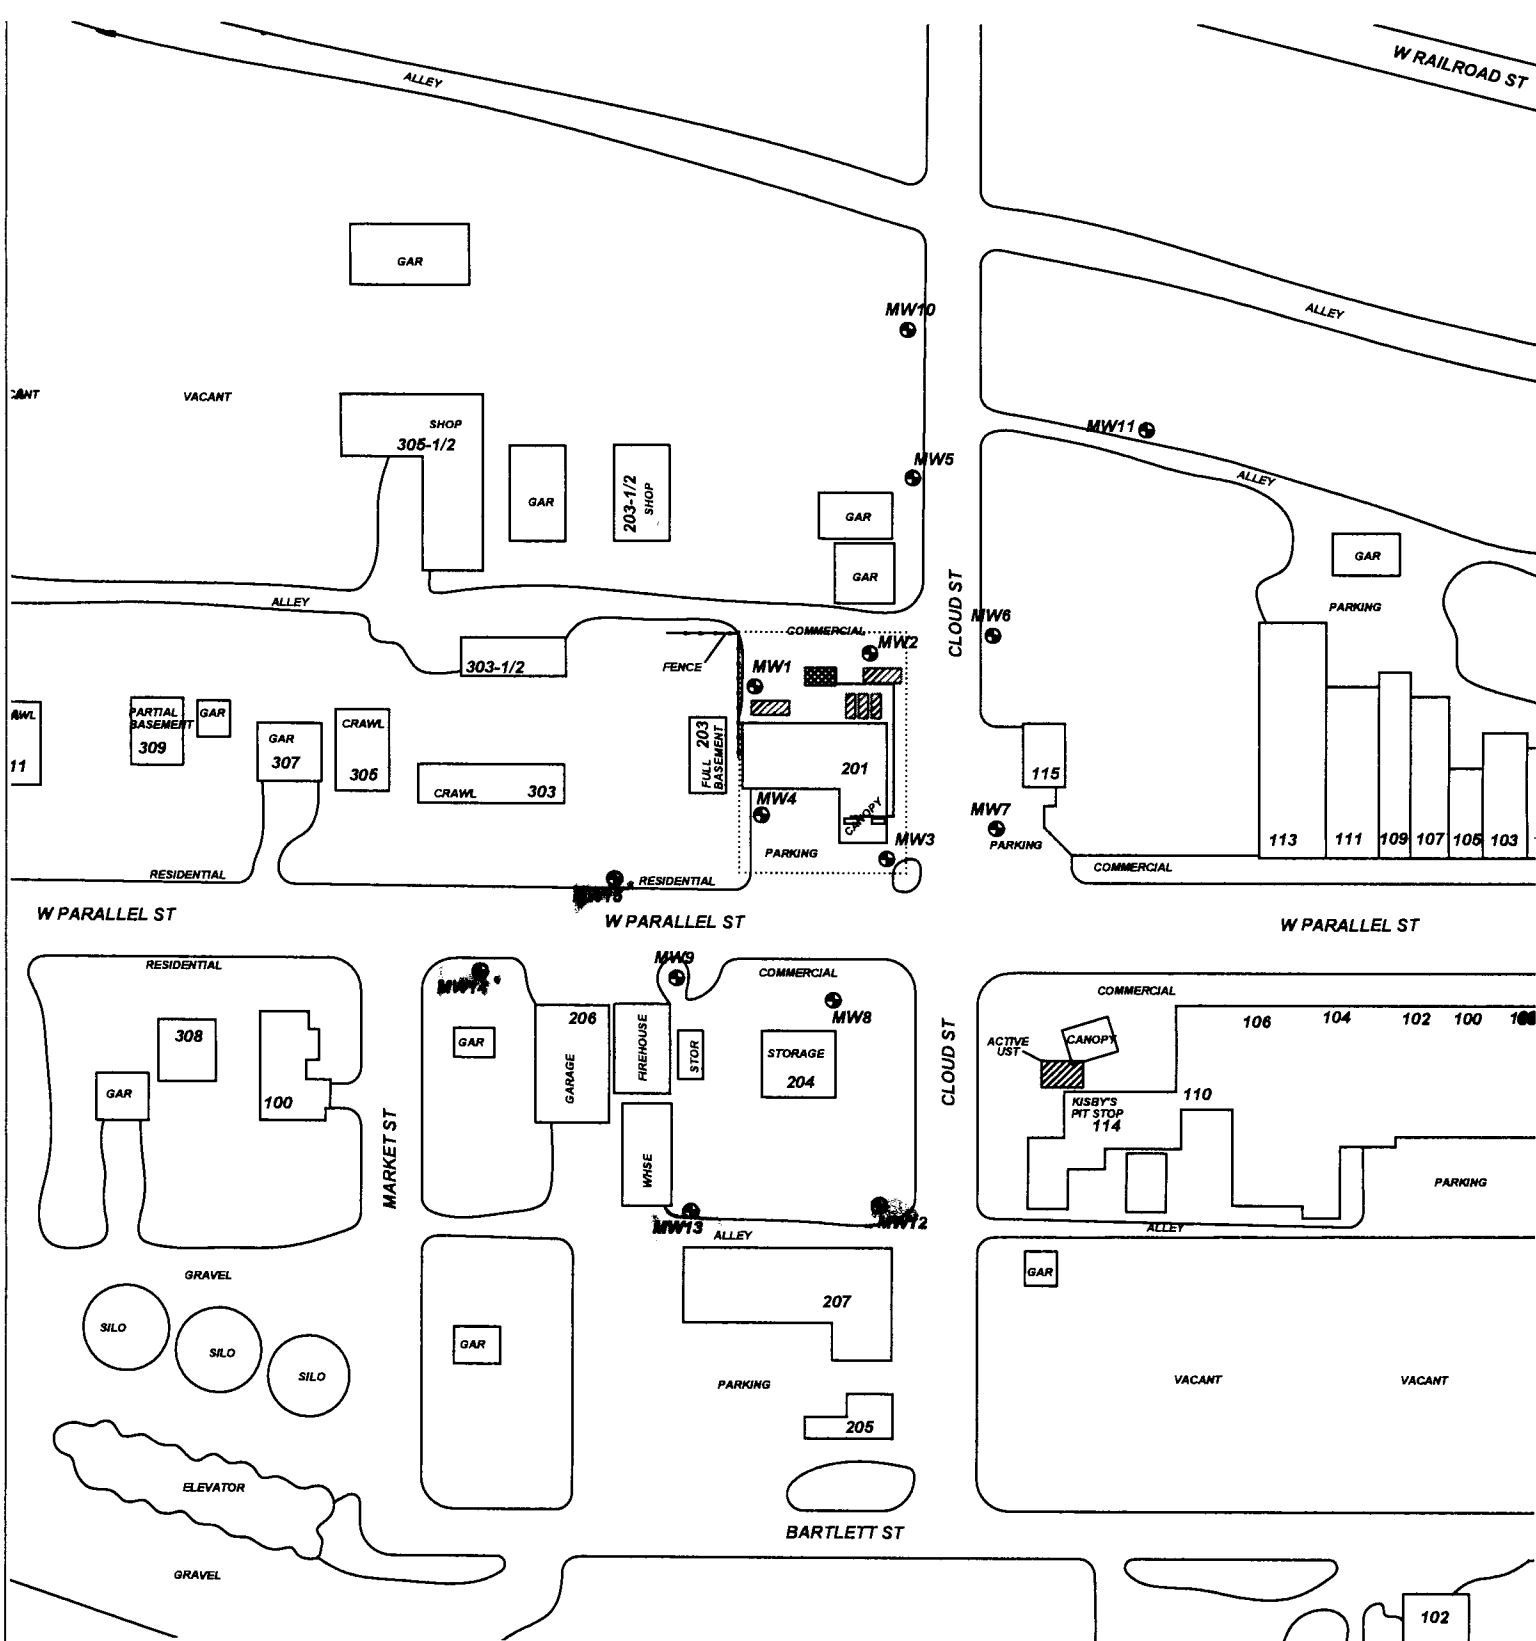 W RAILROAD ST
ALLEY
GAR
MW10
ALLEY
VACANT
SHOP
305-1/2
MW11
MW5
ALLEY
GAR
203-1/2
SHOP
GAR
GAR
GAR
CLOUD ST
ALLEY
PARKING
MW6
COMMERCIAL
MW2
FENCE
MW1
303-1/2
PARTIAL
BASEMENT
309
GAR
GAR
307
CRAWL
305
CRAWL
303
FULL
BASEMENT
203
201
115
11
MW4
CANOPY
MW7
PARKING
MW3
PARKING
113
111
109
107
105
103
COMMERCIAL
RESIDENTIAL
RESIDENTIAL
W PARALLEL ST
W PARALLEL ST
W PARALLEL ST
RESIDENTIAL
MW14
MW9
COMMERCIAL
MW8
COMMERCIAL
308
GAR
206
GARAGE
FIREHOUSE
STOR
STORAGE
204
CLOUD ST
ACTIVE
UST
CANOPY
106
104
102
100
GAR
100
MARKET ST
WHSE
KISBY'S
PIT STOP
114
110
PARKING
MW13
MW12
ALLEY
ALLEY
GRAVEL
GAR
SILO
SILO
SILO
GAR
207
PARKING
205
VACANT
VACANT
ELEVATOR
BARTLETT ST
GRAVEL
102